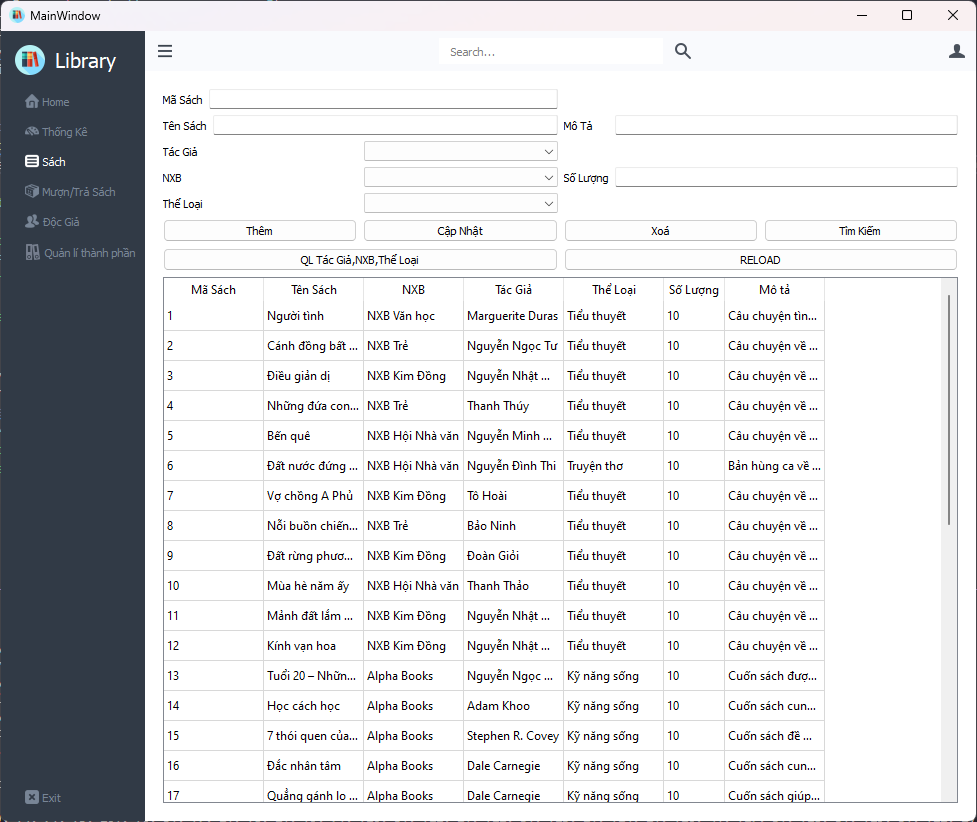 MainWindow
Library
Search...
Home
Thống Kê
Sách
Mượn/Trả Sách
Độc Giả
Quản lí thành phần
Exit
Mã Sách
Tên Sách Mô Tả
Tác Giả
NXB Số Lượng
Thể Loại
Thêm Cập Nhật Xoá Tìm Kiếm
QL Tác Giả,NXB,Thể Loại RELOAD
Mã Sách Tên Sách NXB Tác Giả Thể Loại Số Lượng Mô tả
1 Người tình NXB Văn học Marguerite Duras Tiểu thuyết 10 Câu chuyện tìn...
2 Cánh đồng bất ... NXB Trẻ Nguyễn Ngọc Tư Tiểu thuyết 10 Câu chuyện về ...
3 Điều giản dị NXB Kim Đồng Nguyễn Nhật ... Tiểu thuyết 10 Câu chuyện về ...
4 Những đứa con... NXB Trẻ Thanh Thúy Tiểu thuyết 10 Câu chuyện về ...
5 Bến quê NXB Hội Nhà văn Nguyễn Minh ... Tiểu thuyết 10 Câu chuyện về ...
6 Đất nước đứng ... NXB Hội Nhà văn Nguyễn Đình Thi Truyện thơ 10 Bản hùng ca về ...
7 Vợ chồng A Phủ NXB Kim Đồng Tô Hoài Tiểu thuyết 10 Câu chuyện về ...
8 Nỗi buồn chiến... NXB Trẻ Bảo Ninh Tiểu thuyết 10 Câu chuyện về ...
9 Đất rừng phươ... NXB Kim Đồng Đoàn Giỏi Tiểu thuyết 10 Câu chuyện về ...
10 Mùa hè năm ấy NXB Hội Nhà văn Thanh Thảo Tiểu thuyết 10 Câu chuyện về ...
11 Mảnh đất lắm ... NXB Kim Đồng Nguyễn Nhật ... Tiểu thuyết 10 Câu chuyện về ...
12 Kính vạn hoa NXB Kim Đồng Nguyễn Nhật ... Tiểu thuyết 10 Câu chuyện về ...
13 Tuổi 20 – Nhữn... Alpha Books Nguyễn Ngọc ... Kỹ năng sống 10 Cuốn sách đượ...
14 Học cách học Alpha Books Adam Khoo Kỹ năng sống 10 Cuốn sách cun...
15 7 thói quen của... Alpha Books Stephen R. Covey Kỹ năng sống 10 Cuốn sách đề ...
16 Đắc nhân tâm Alpha Books Dale Carnegie Kỹ năng sống 10 Cuốn sách cun...
17 Quẳng gánh lo ... Alpha Books Dale Carnegie Kỹ năng sống 10 Cuốn sách giúp...